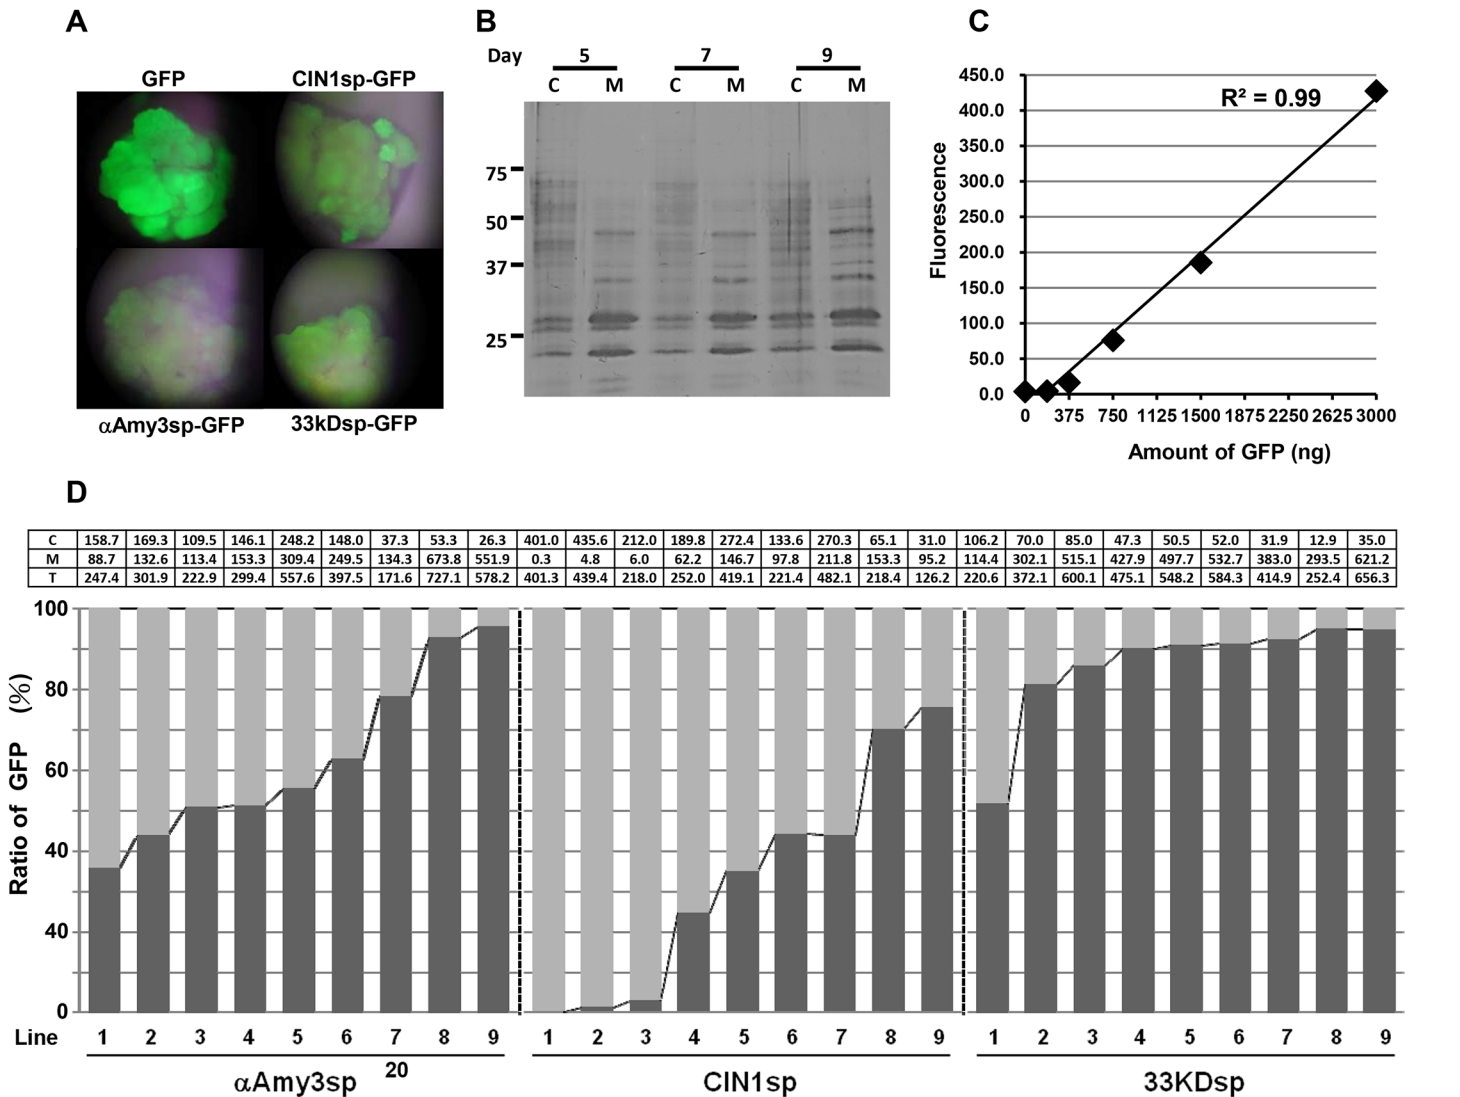 A
GFP CIN1sp-GFP
αAmy3sp-GFP 33kDsp-GFP
B
Day 5 7 9
C M C M C M
75
50
37
25
C
450.0
400.0
350.0
300.0
250.0
200.0
150.0
100.0
50.0
0.0
R² = 0.99
Fluorescence
0 375 750 1125 1500 1875 2250 2625 3000
Amount of GFP (ng)
D
C 158.7 169.3 109.5 146.1 248.2 148.0 37.3 53.3 26.3 401.0 435.6 212.0 189.8 272.4 133.6 270.3 65.1 31.0 106.2 70.0 85.0 47.3 50.5 52.0 31.9 12.9 35.0
M 88.7 132.6 113.4 153.3 309.4 249.5 134.3 673.8 551.9 0.3 4.8 6.0 62.2 146.7 97.8 211.8 153.3 95.2 114.4 302.1 515.1 427.9 497.7 532.7 383.0 293.5 621.2
T 247.4 301.9 222.9 299.4 557.6 397.5 171.6 727.1 578.2 401.3 439.4 218.0 252.0 419.1 221.4 482.1 218.4 126.2 220.6 372.1 600.1 475.1 548.2 584.3 414.9 252.4 656.3
100
80
60
40
40
0
Ratio of GFP (%)
Line 1 2 3 4 5 6 7 8 9 1 2 3 4 5 6 7 8 9 1 2 3 4 5 6 7 8 9
αAmy3sp 20 CIN1sp 33KDsp